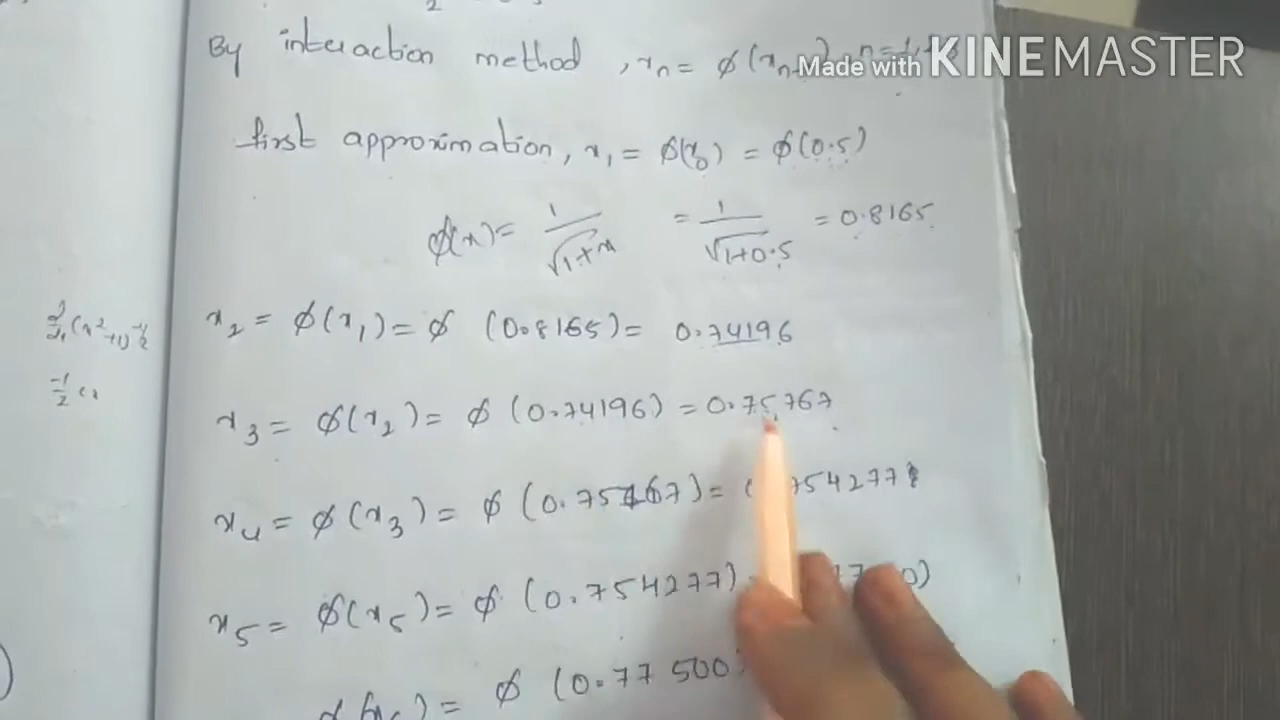 By interaction method , xₙ = φ(xₙ
Made with KINEMASTER
first approximation, x₁ = φ(x₀) = φ(0.5)
φ(x) = 1/√1+x = 1/√1+0.5 = 0.8165
x₂ = φ(x₁) = φ (0.8165) = 0.74196
x₃ = φ(x₂) = φ (0.74196) = 0.75767
x₄ = φ(x₃) = φ (0.75767) = 754277
x₅ = φ(x₅) = φ (0.754277)
) = φ (0.77500